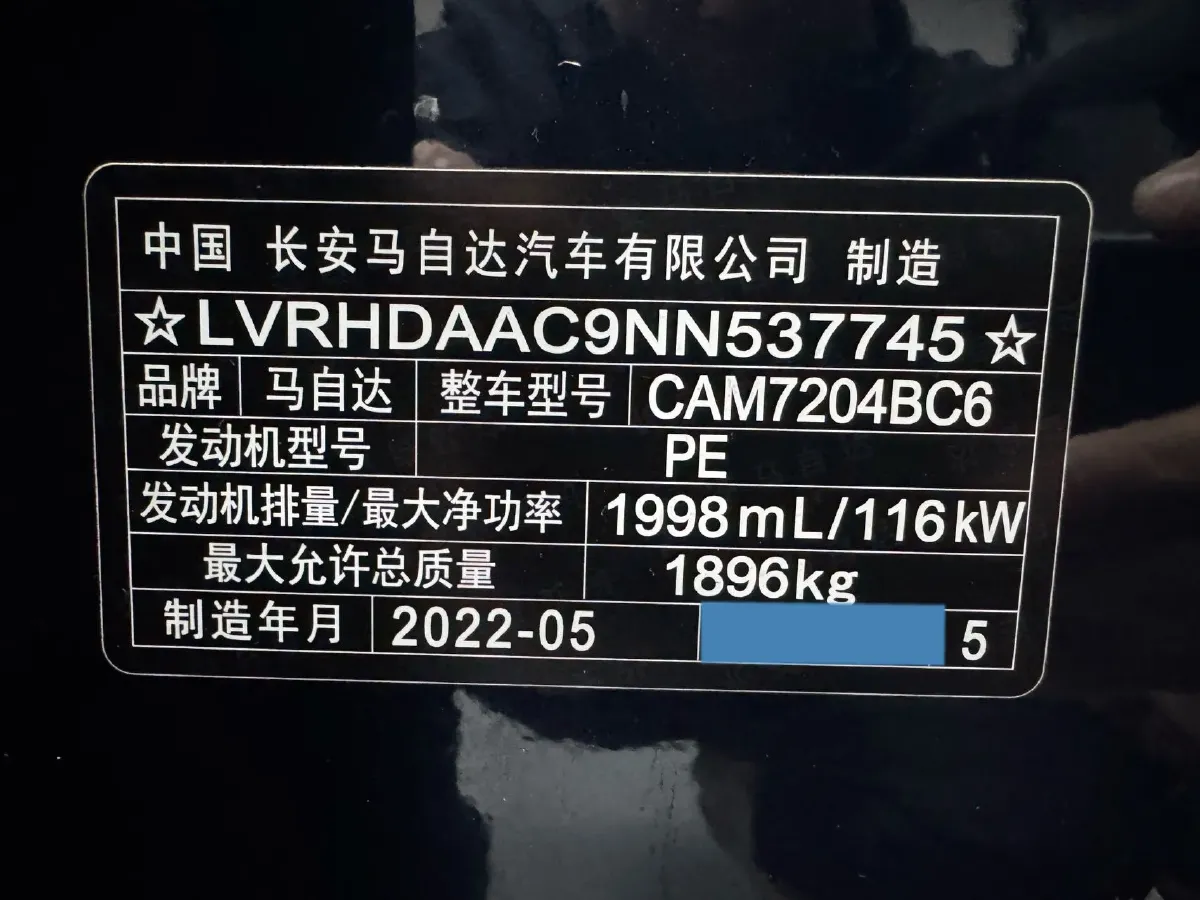 中国 长安马自达汽车有限公司 制造
☆LVRHDAAC9NN537745☆
品牌 马自达 整车型号 CAM7204BC6
发动机型号 PE
发动机排量/最大净功率 1998mL/116kW
最大允许总质量 1896kg
制造年月 2022-05 5